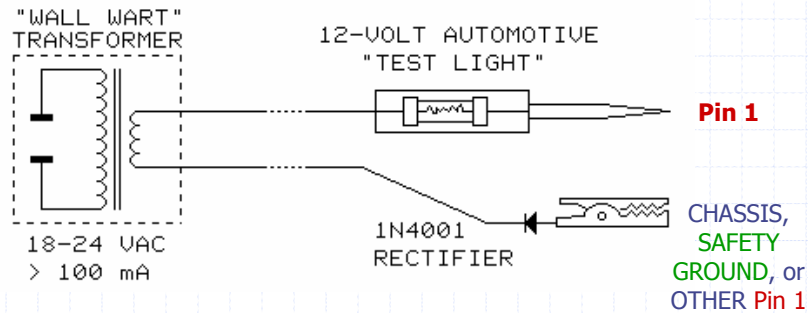 "WALL WART"
TRANSFORMER
12-VOLT AUTOMOTIVE
"TEST LIGHT"
Pin 1
18-24 VAC
> 100 mA
1N4001
RECTIFIER
CHASSIS,
SAFETY
GROUND, or
OTHER Pin 1